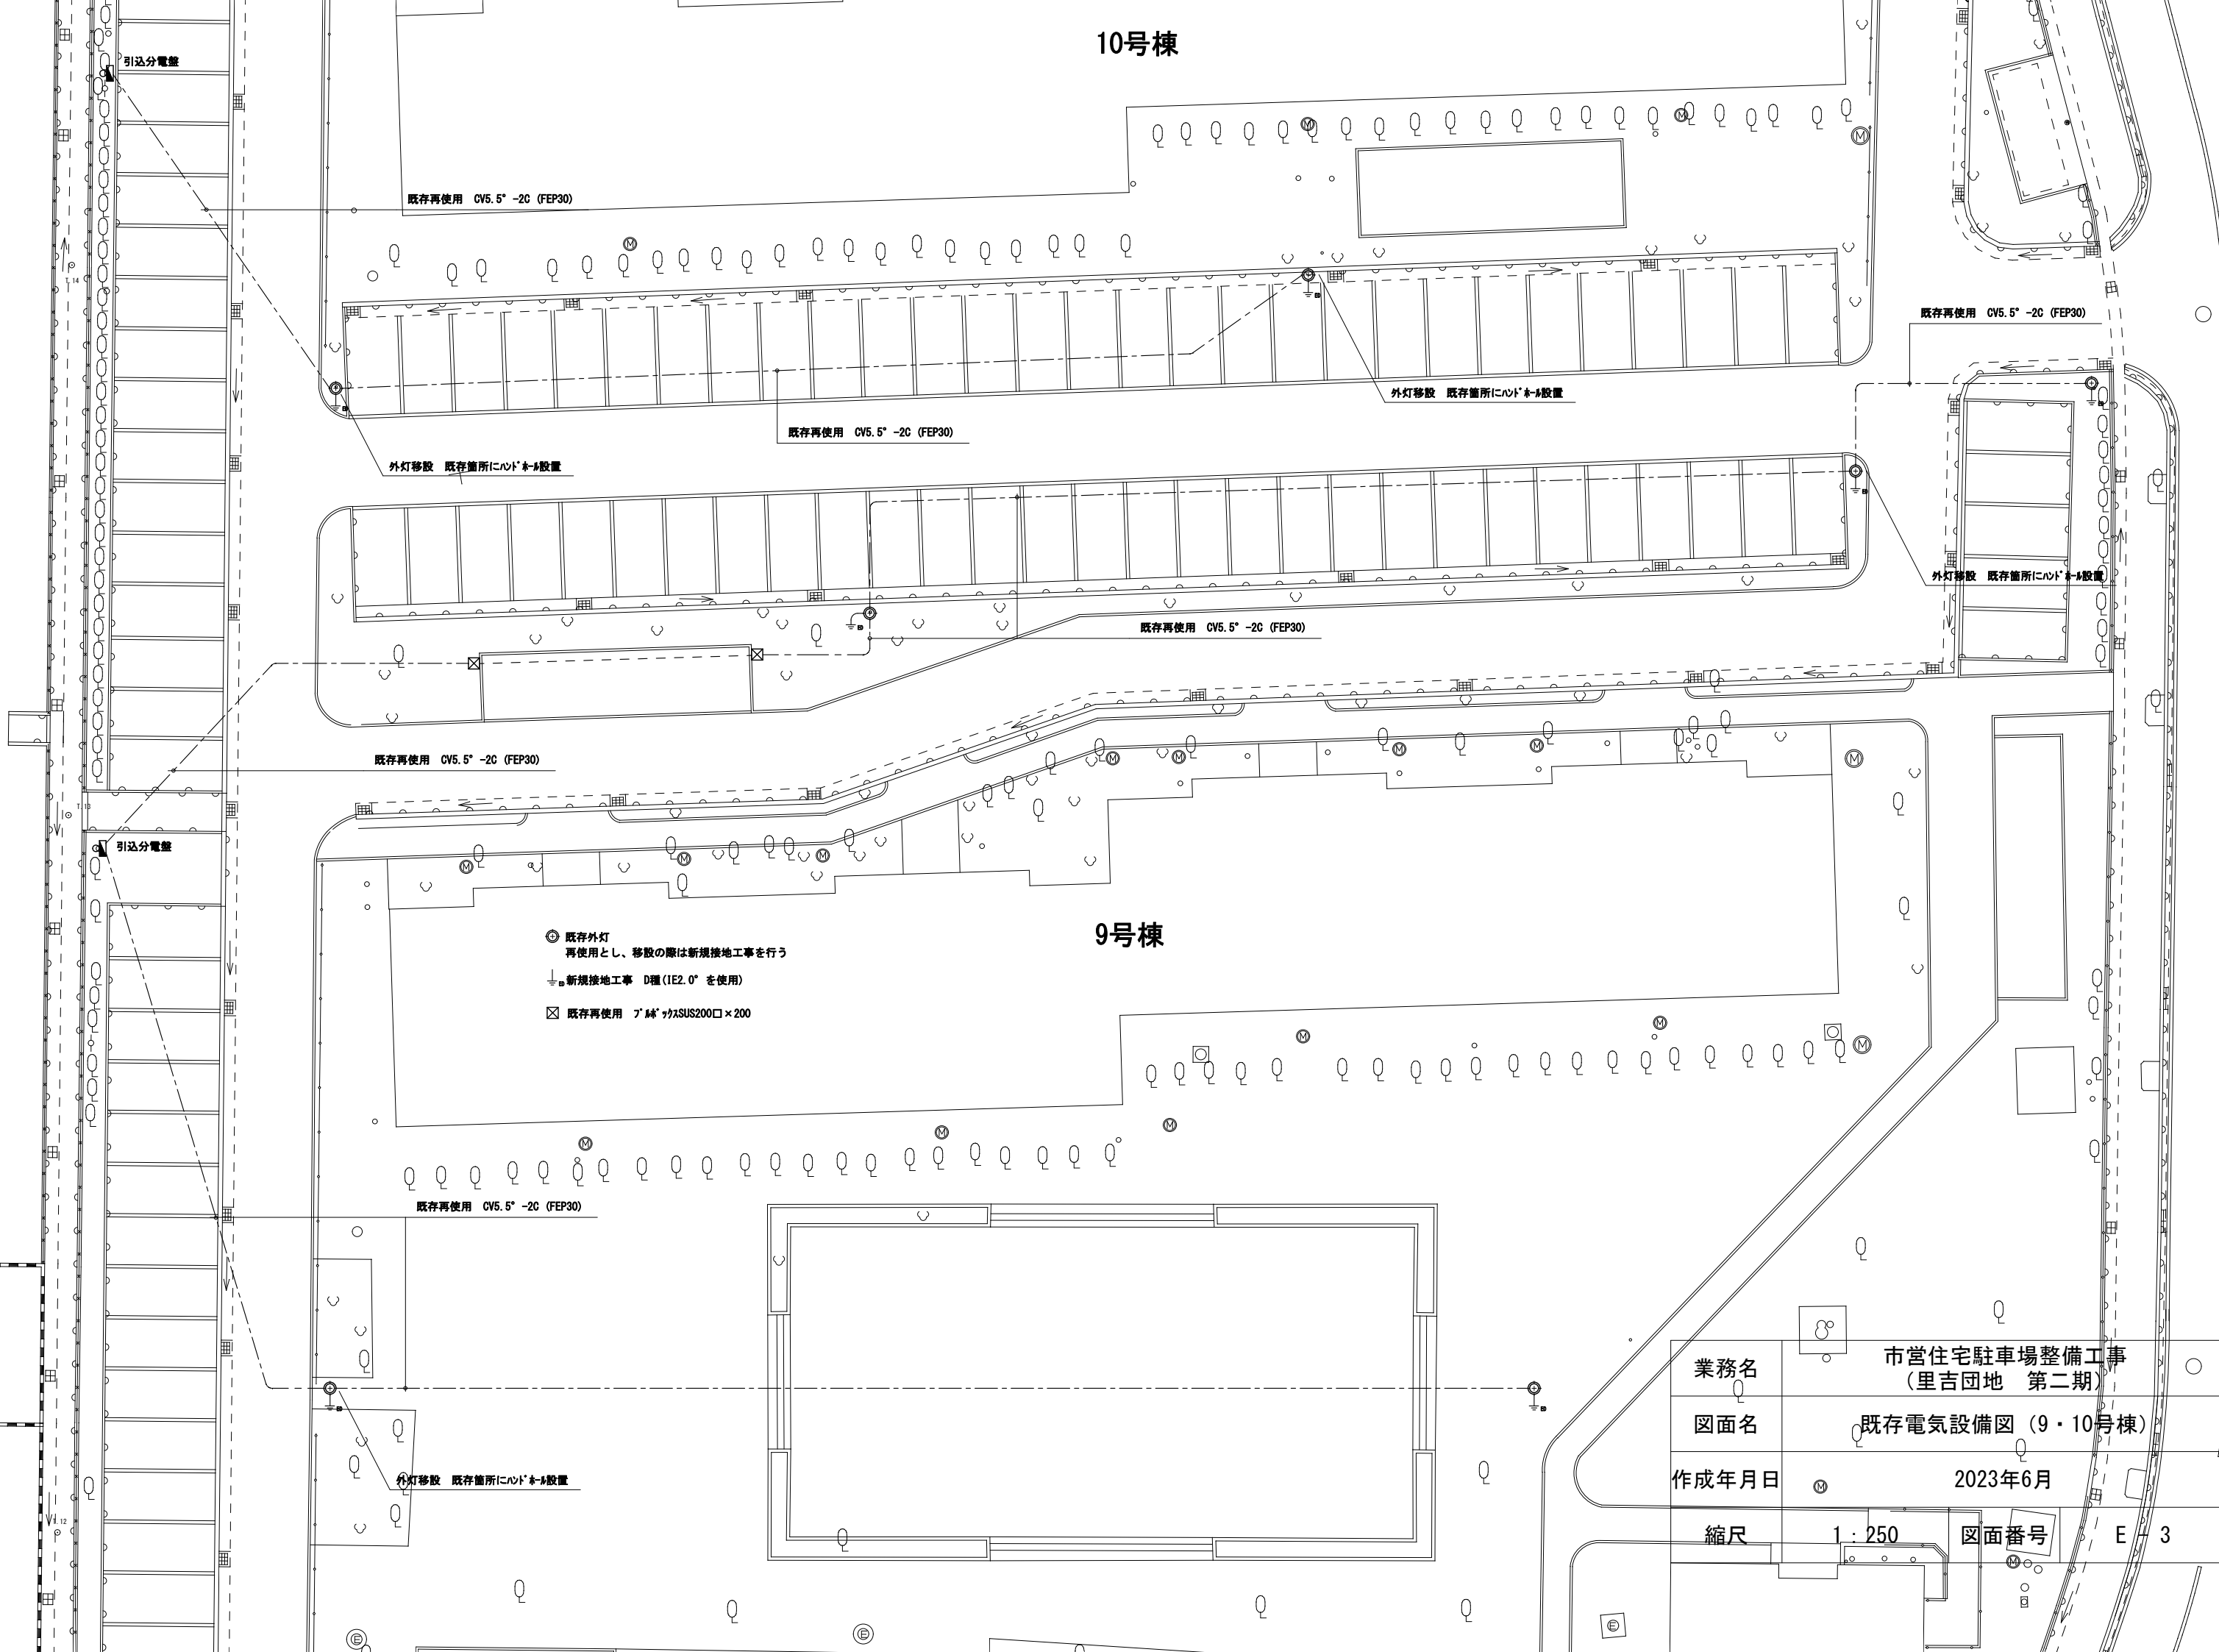 10号棟
引込分電盤
既存再使用　CV5.5°-2C (FEP30)
T.14
既存再使用　CV5.5°-2C (FEP30)
外灯移設　既存箇所にﾊﾝﾄﾞﾎｰﾙ設置
既存再使用　CV5.5°-2C (FEP30)
外灯移設　既存箇所にﾊﾝﾄﾞﾎｰﾙ設置
外灯移設　既存箇所にﾊﾝﾄﾞﾎｰﾙ設置
既存再使用　CV5.5°-2C (FEP30)
既存再使用　CV5.5°-2C (FEP30)
T.13
引込分電盤
9号棟
既存外灯
再使用とし、移設の際は新規接地工事を行う
新規接地工事　D種(IE2.0°を使用)
既存再使用　ﾌﾟﾙﾎﾞｯｸｽSUS200□×200
既存再使用　CV5.5°-2C (FEP30)
外灯移設　既存箇所にﾊﾝﾄﾞﾎｰﾙ設置
T.12
業務名　市営住宅駐車場整備工事
（里吉団地　第二期）
図面名　既存電気設備図（9・10号棟）
作成年月日　2023年6月
縮尺　1：250　図面番号　E－3